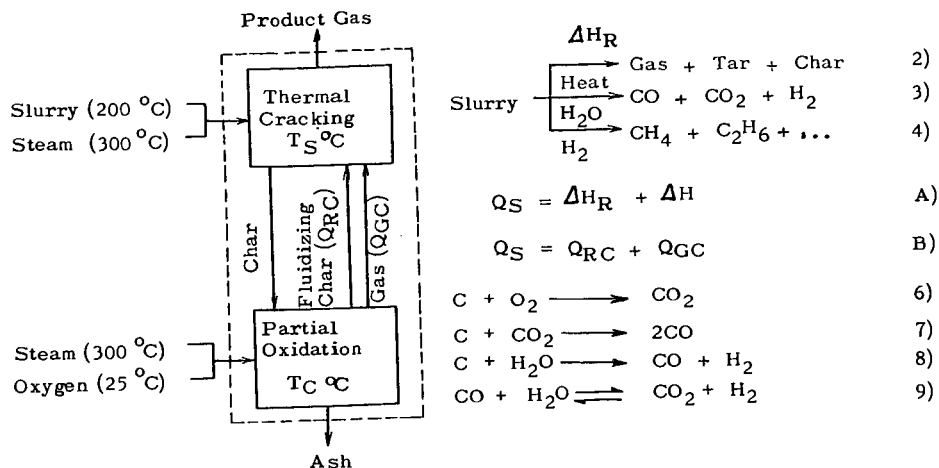 Product Gas
Slurry (200 °C)
Steam (300 °C)
Thermal
Cracking
T_S °C
Char
Fluidizing
Char (Q_RC)
Gas (Q_GC)
Steam (300 °C)
Oxygen (25 °C)
Partial
Oxidation
T_C °C
Ash
ΔH_R
Slurry
Heat
H₂O
H₂
Gas + Tar + Char 2)
CO + CO₂ + H₂ 3)
CH₄ + C₂H₆ + ... 4)
Q_S = ΔH_R + ΔH A)
Q_S = Q_RC + Q_GC B)
C + O₂ → CO₂ 6)
C + CO₂ → 2CO 7)
C + H₂O → CO + H₂ 8)
CO + H₂O ⇌ CO₂ + H₂ 9)